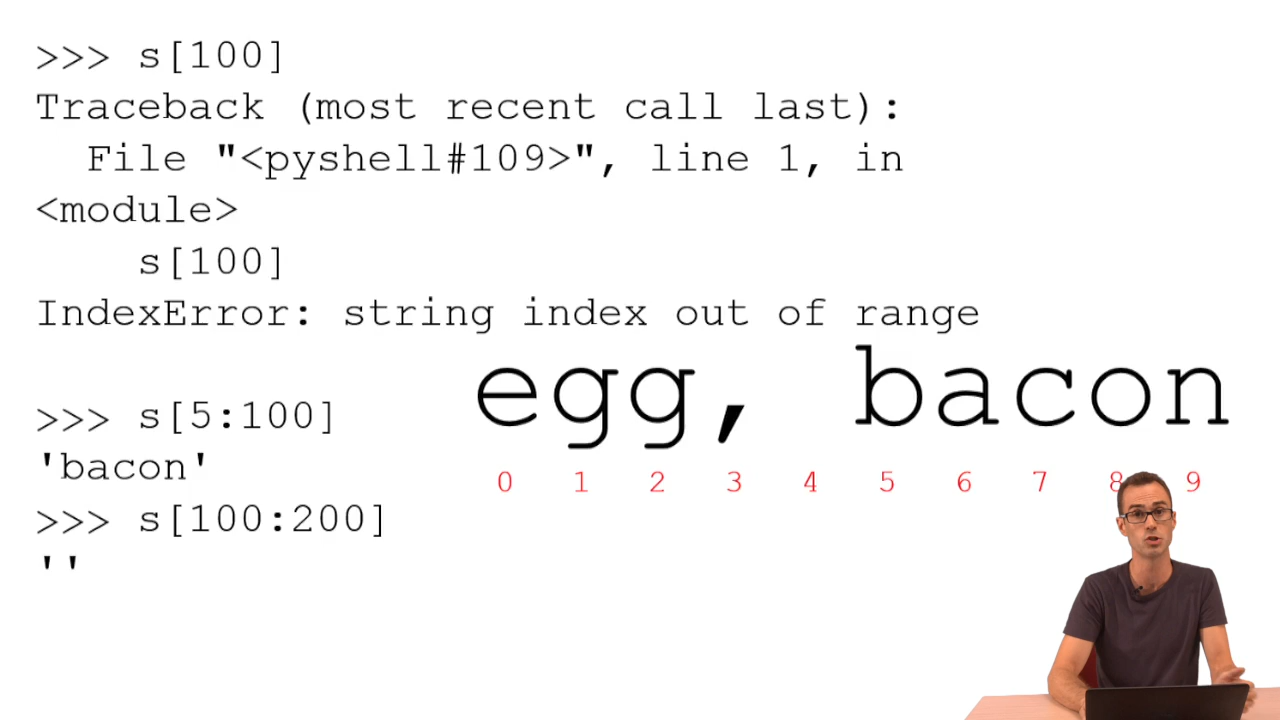 >>> s[100]
Traceback (most recent call last):
  File "<pyshell#109>", line 1, in
<module>
    s[100]
IndexError: string index out of range
egg, bacon
0 1 2 3 4 5 6 7 8 9
>>> s[5:100]
'bacon'
>>> s[100:200]
''